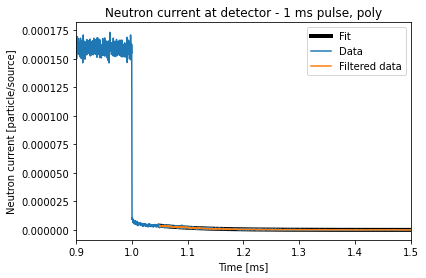 Neutron current at detector - 1 ms pulse, poly
Neutron current [particle/source]
0.000175
0.000150
0.000125
0.000100
0.000075
0.000050
0.000025
0.000000
Fit
Data
Filtered data
0.9 1.0 1.1 1.2 1.3 1.4 1.5
Time [ms]